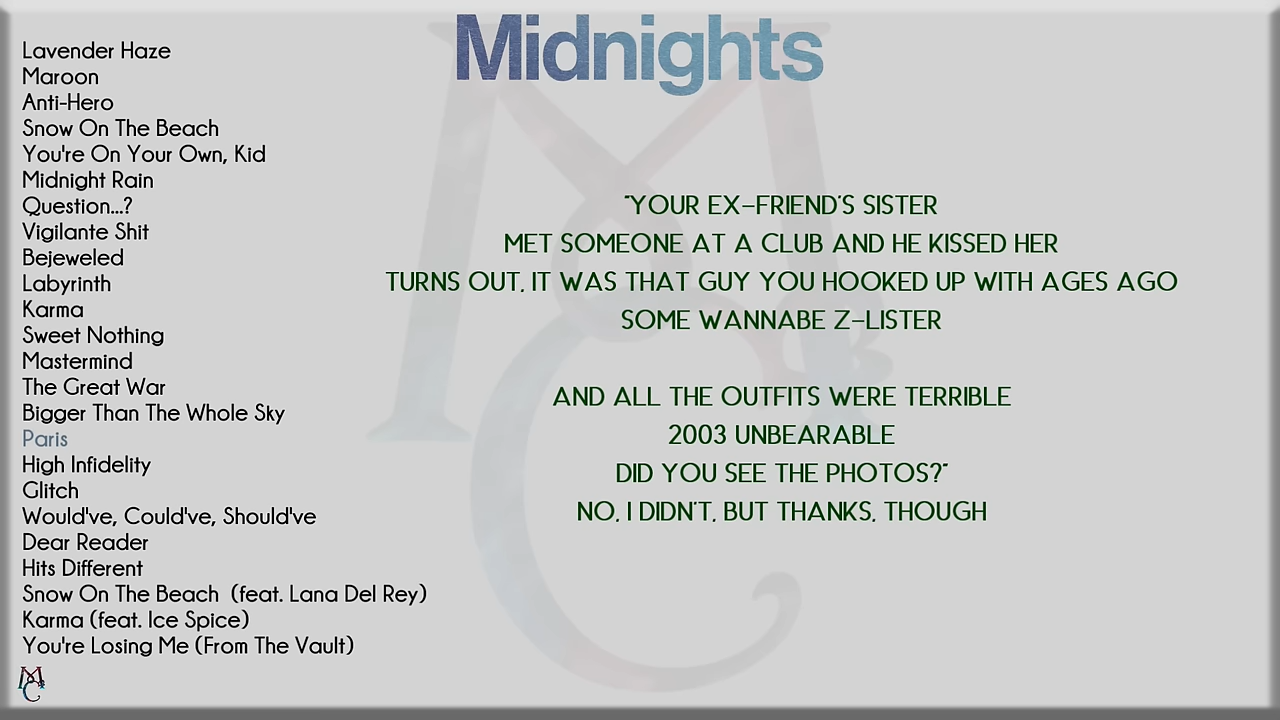 Midnights
Lavender Haze
Maroon
Anti-Hero
Snow On The Beach
You're On Your Own, Kid
Midnight Rain
Question...?
Vigilante Shit
Bejeweled
Labyrinth
Karma
Sweet Nothing
Mastermind
The Great War
Bigger Than The Whole Sky
Paris
High Infidelity
Glitch
Would've, Could've, Should've
Dear Reader
Hits Different
Snow On The Beach (feat. Lana Del Rey)
Karma (feat. Ice Spice)
You're Losing Me (From The Vault)
"YOUR EX-FRIEND'S SISTER
MET SOMEONE AT A CLUB AND HE KISSED HER
TURNS OUT, IT WAS THAT GUY YOU HOOKED UP WITH AGES AGO
SOME WANNABE Z-LISTER
AND ALL THE OUTFITS WERE TERRIBLE
2003 UNBEARABLE
DID YOU SEE THE PHOTOS?"
NO, I DIDN'T, BUT THANKS, THOUGH